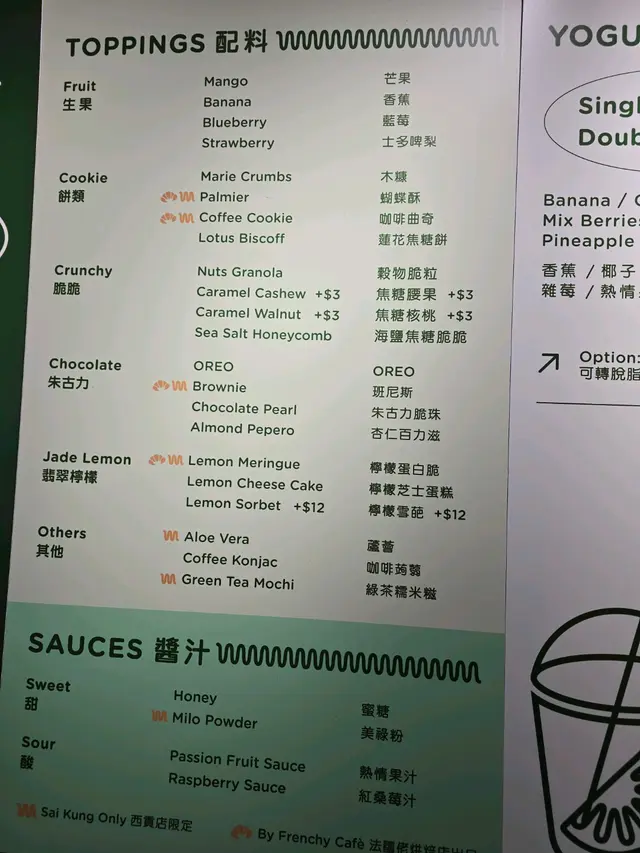 TOPPINGS 配料
Fruit
生果
Mango 芒果
Banana 香蕉
Blueberry 藍莓
Strawberry 士多啤梨
Cookie
餅類
Marie Crumbs 木糠
Palmier 蝴蝶酥
Coffee Cookie 咖啡曲奇
Lotus Biscoff 蓮花焦糖餅
Crunchy
脆脆
Nuts Granola 穀物脆粒
Caramel Cashew +$3 焦糖腰果 +$3
Caramel Walnut +$3 焦糖核桃 +$3
Sea Salt Honeycomb 海鹽焦糖脆脆
Chocolate
朱古力
OREO OREO
Brownie 班尼斯
Chocolate Pearl 朱古力脆珠
Almond Pepero 杏仁百力滋
Jade Lemon
翡翠檸檬
Lemon Meringue 檸檬蛋白脆
Lemon Cheese Cake 檸檬芝士蛋糕
Lemon Sorbet +$12 檸檬雪葩 +$12
Others
其他
Aloe Vera 蘆薈
Coffee Konjac 咖啡蒟蒻
Green Tea Mochi 綠茶糯米糍
SAUCES 醬汁
Sweet
甜
Honey 蜜糖
Milo Powder 美祿粉
Sour
酸
Passion Fruit Sauce 熱情果汁
Raspberry Sauce 紅桑莓汁
Sai Kung Only 西貢店限定
By Frenchy Cafè
YOGU
Singl
Doub
Banana /
Mix Berries
Pineapple
香蕉 / 椰子
雜莓 / 熱情
Option:
可轉脫脂